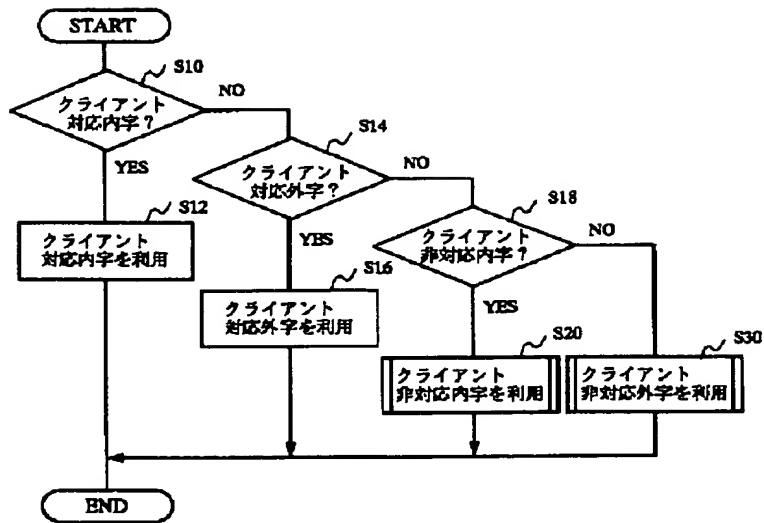 START
S10
クライアント
対応内字？
NO
YES
S14
クライアント
対応外字？
NO
YES
S12
クライアント
対応内字を利用
S18
クライアント
非対応内字？
NO
YES
S16
クライアント
対応外字を利用
S20
クライアント
非対応内字を利用
S30
クライアント
非対応外字を利用
END